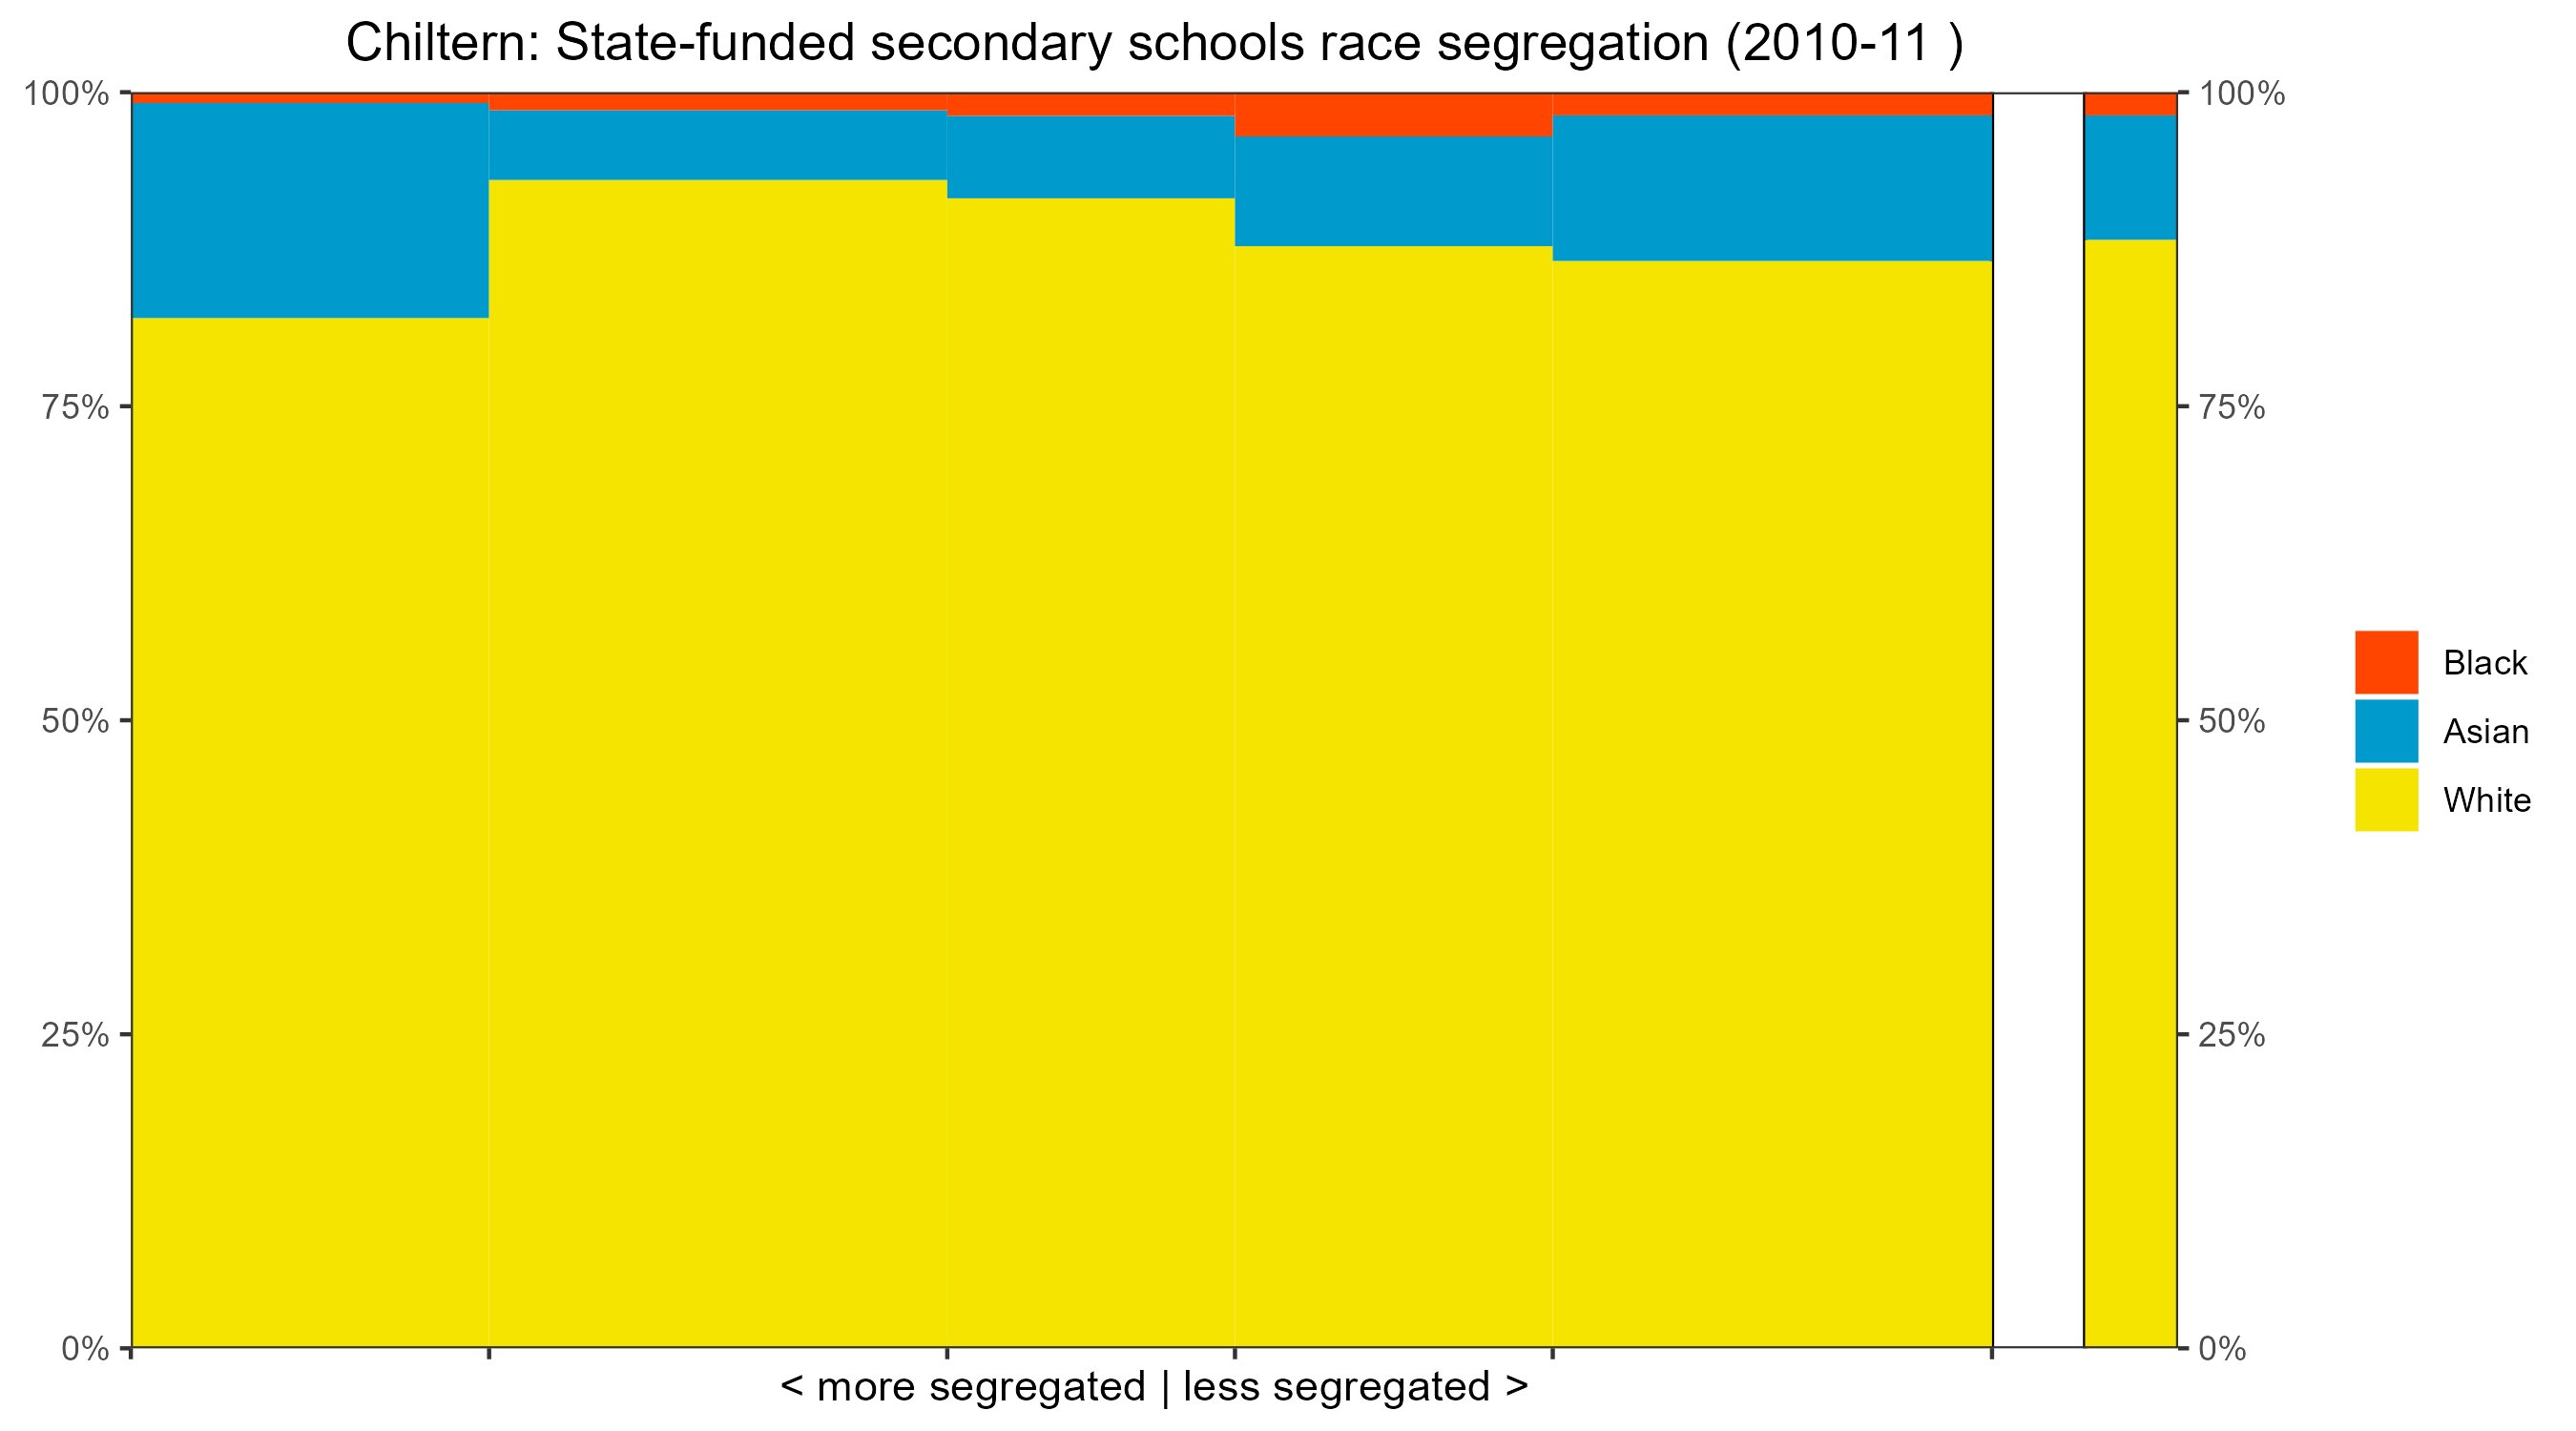 Chiltern: State-funded secondary schools race segregation (2010-11 )
100%
75%
50%
25%
0%
100%
75%
50%
25%
0%
Black
Asian
White
< more segregated | less segregated >